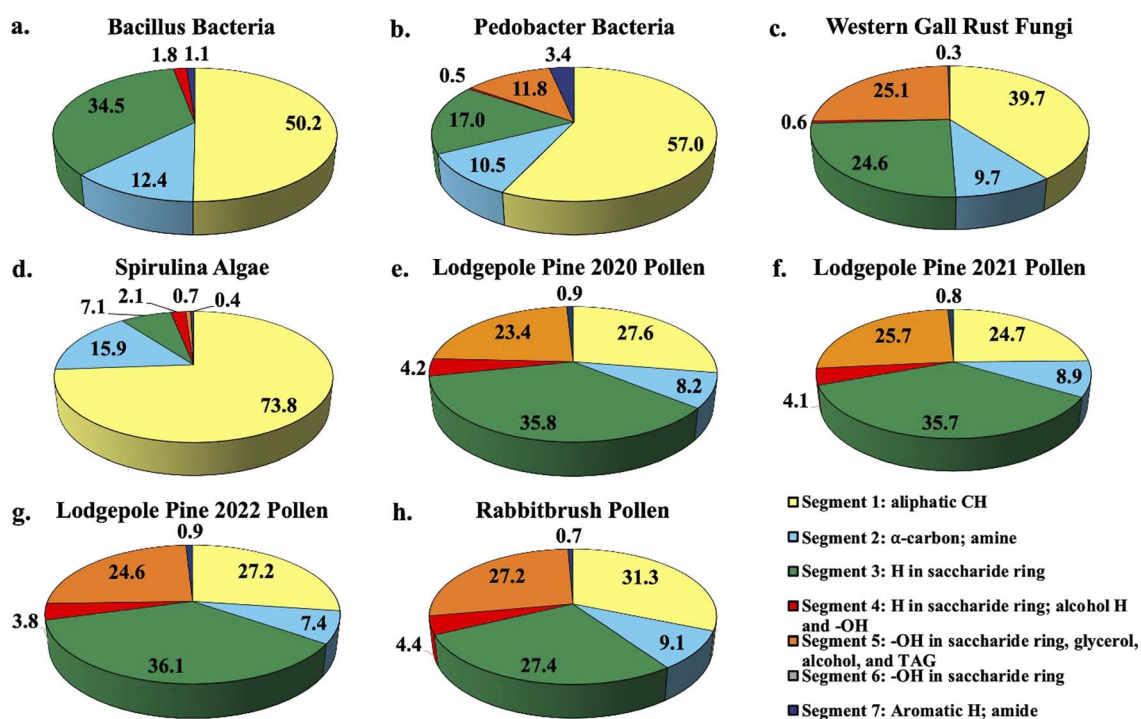 a. Bacillus Bacteria
1.8 1.1
34.5
50.2
12.4
b. Pedobacter Bacteria
3.4
0.5
11.8
17.0
57.0
10.5
c. Western Gall Rust Fungi
0.3
25.1
39.7
0.6
24.6
9.7
d. Spirulina Algae
7.1 2.1 0.7 0.4
15.9
73.8
e. Lodgepole Pine 2020 Pollen
0.9
23.4
27.6
4.2
8.2
35.8
f. Lodgepole Pine 2021 Pollen
0.8
25.7
24.7
8.9
4.1
35.7
g. Lodgepole Pine 2022 Pollen
0.9
24.6
27.2
3.8
7.4
36.1
h. Rabbitbrush Pollen
0.7
27.2
31.3
4.4
9.1
27.4
Segment 1: aliphatic CH
Segment 2: α-carbon; amine
Segment 3: H in saccharide ring
Segment 4: H in saccharide ring; alcohol H
and -OH
Segment 5: -OH in saccharide ring, glycerol,
alcohol, and TAG
Segment 6: -OH in saccharide ring
Segment 7: Aromatic H; amide